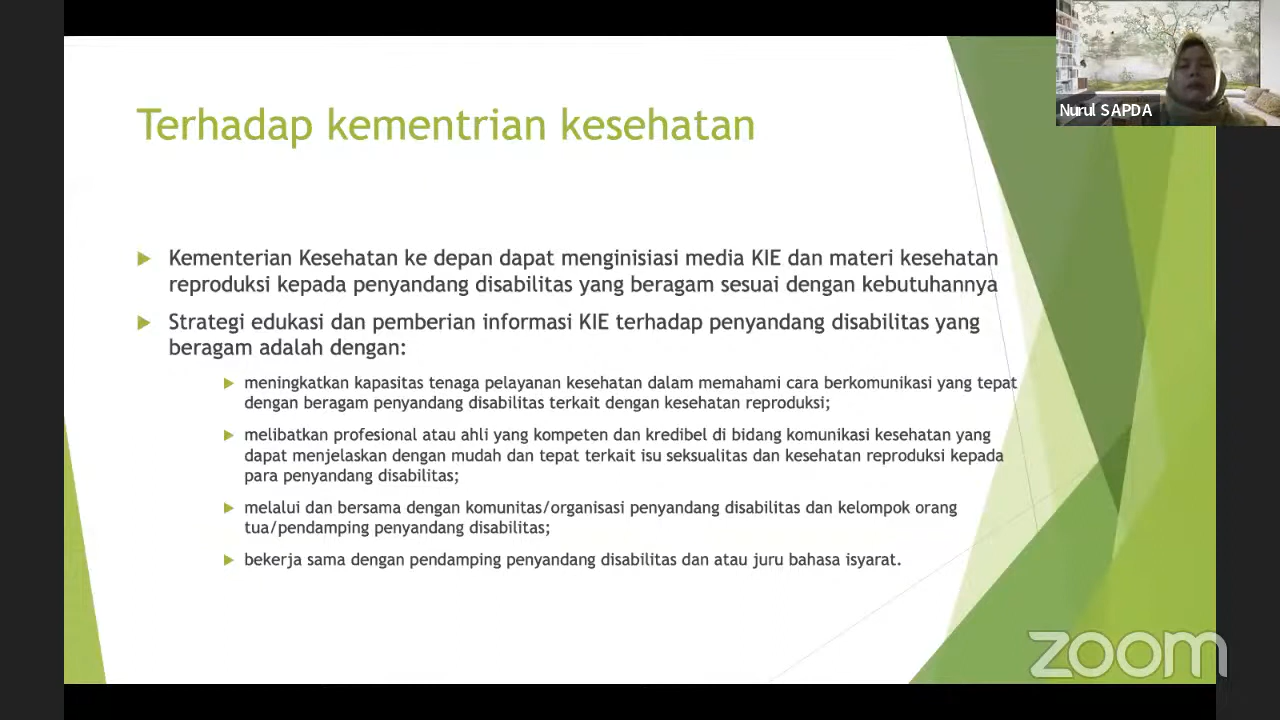 Nurul SAPDA
Terhadap kementrian kesehatan
Kementerian Kesehatan ke depan dapat menginisiasi media KIE dan materi kesehatan
reproduksi kepada penyandang disabilitas yang beragam sesuai dengan kebutuhannya
Strategi edukasi dan pemberian informasi KIE terhadap penyandang disabilitas yang
beragam adalah dengan:
meningkatkan kapasitas tenaga pelayanan kesehatan dalam memahami cara berkomunikasi yang tepat
dengan beragam penyandang disabilitas terkait dengan kesehatan reproduksi;
melibatkan profesional atau ahli yang kompeten dan kredibel di bidang komunikasi kesehatan yang
dapat menjelaskan dengan mudah dan tepat terkait isu seksualitas dan kesehatan reproduksi kepada
para penyandang disabilitas;
melalui dan bersama dengan komunitas/organisasi penyandang disabilitas dan kelompok orang
tua/pendamping penyandang disabilitas;
bekerja sama dengan pendamping penyandang disabilitas dan atau juru bahasa isyarat.
zoom